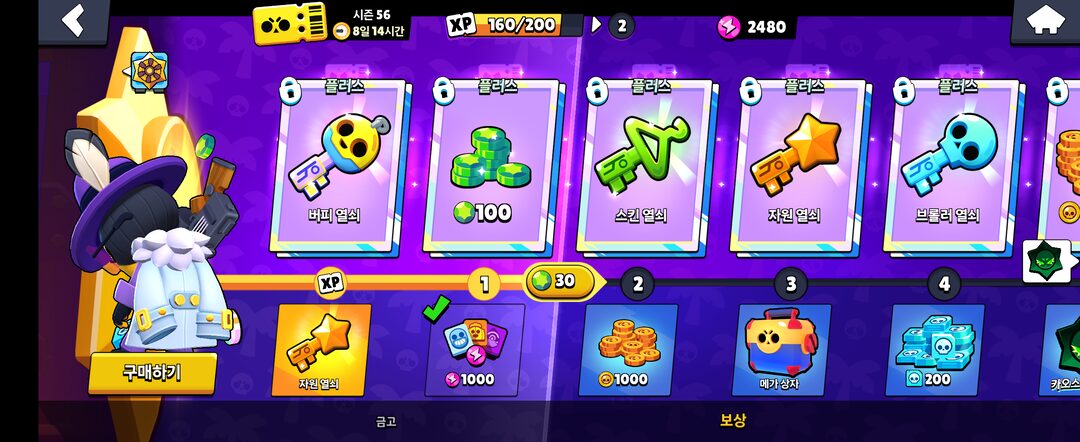 시즌 56
8일 14시간
XP 160/200
2
2480
플러스
플러스
플러스
플러스
플러스
버피 열쇠
100
스킨 열쇠
자원 열쇠
브롤러 열쇠
XP
1
30
2
3
4
구매하기
자원 열쇠
1000
1000
메가 상자
200
금고
보상